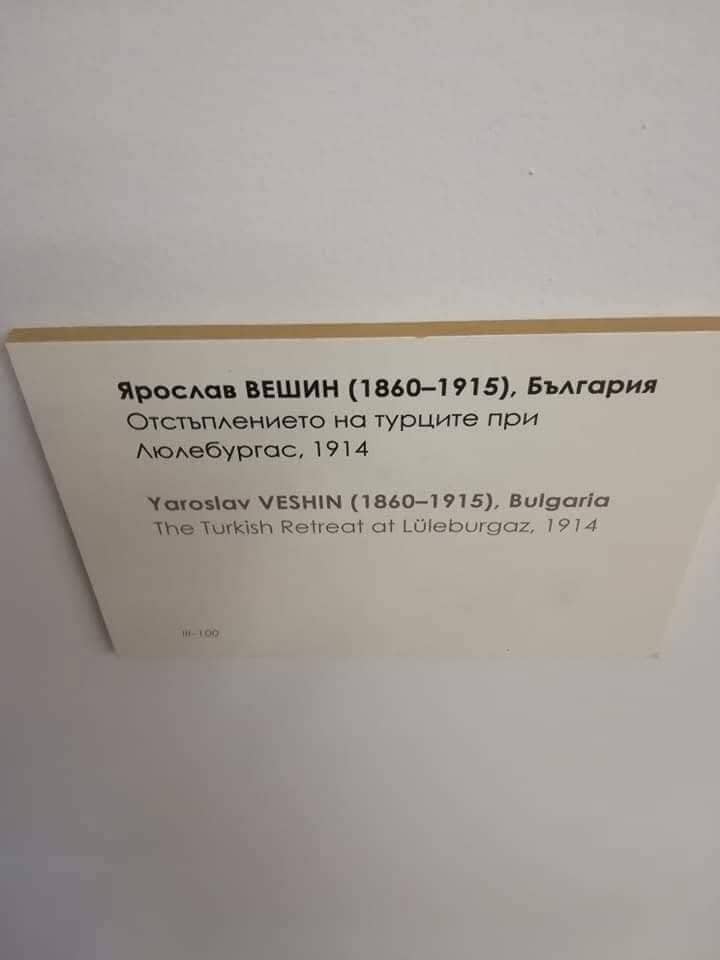 Ярослав ВЕШИН (1860–1915), България
Отстъплението на турците при
Люлебургас, 1914
Yaroslav VESHIN (1860–1915), Bulgaria
The Turkish Retreat at Lüleburgaz, 1914
III-100